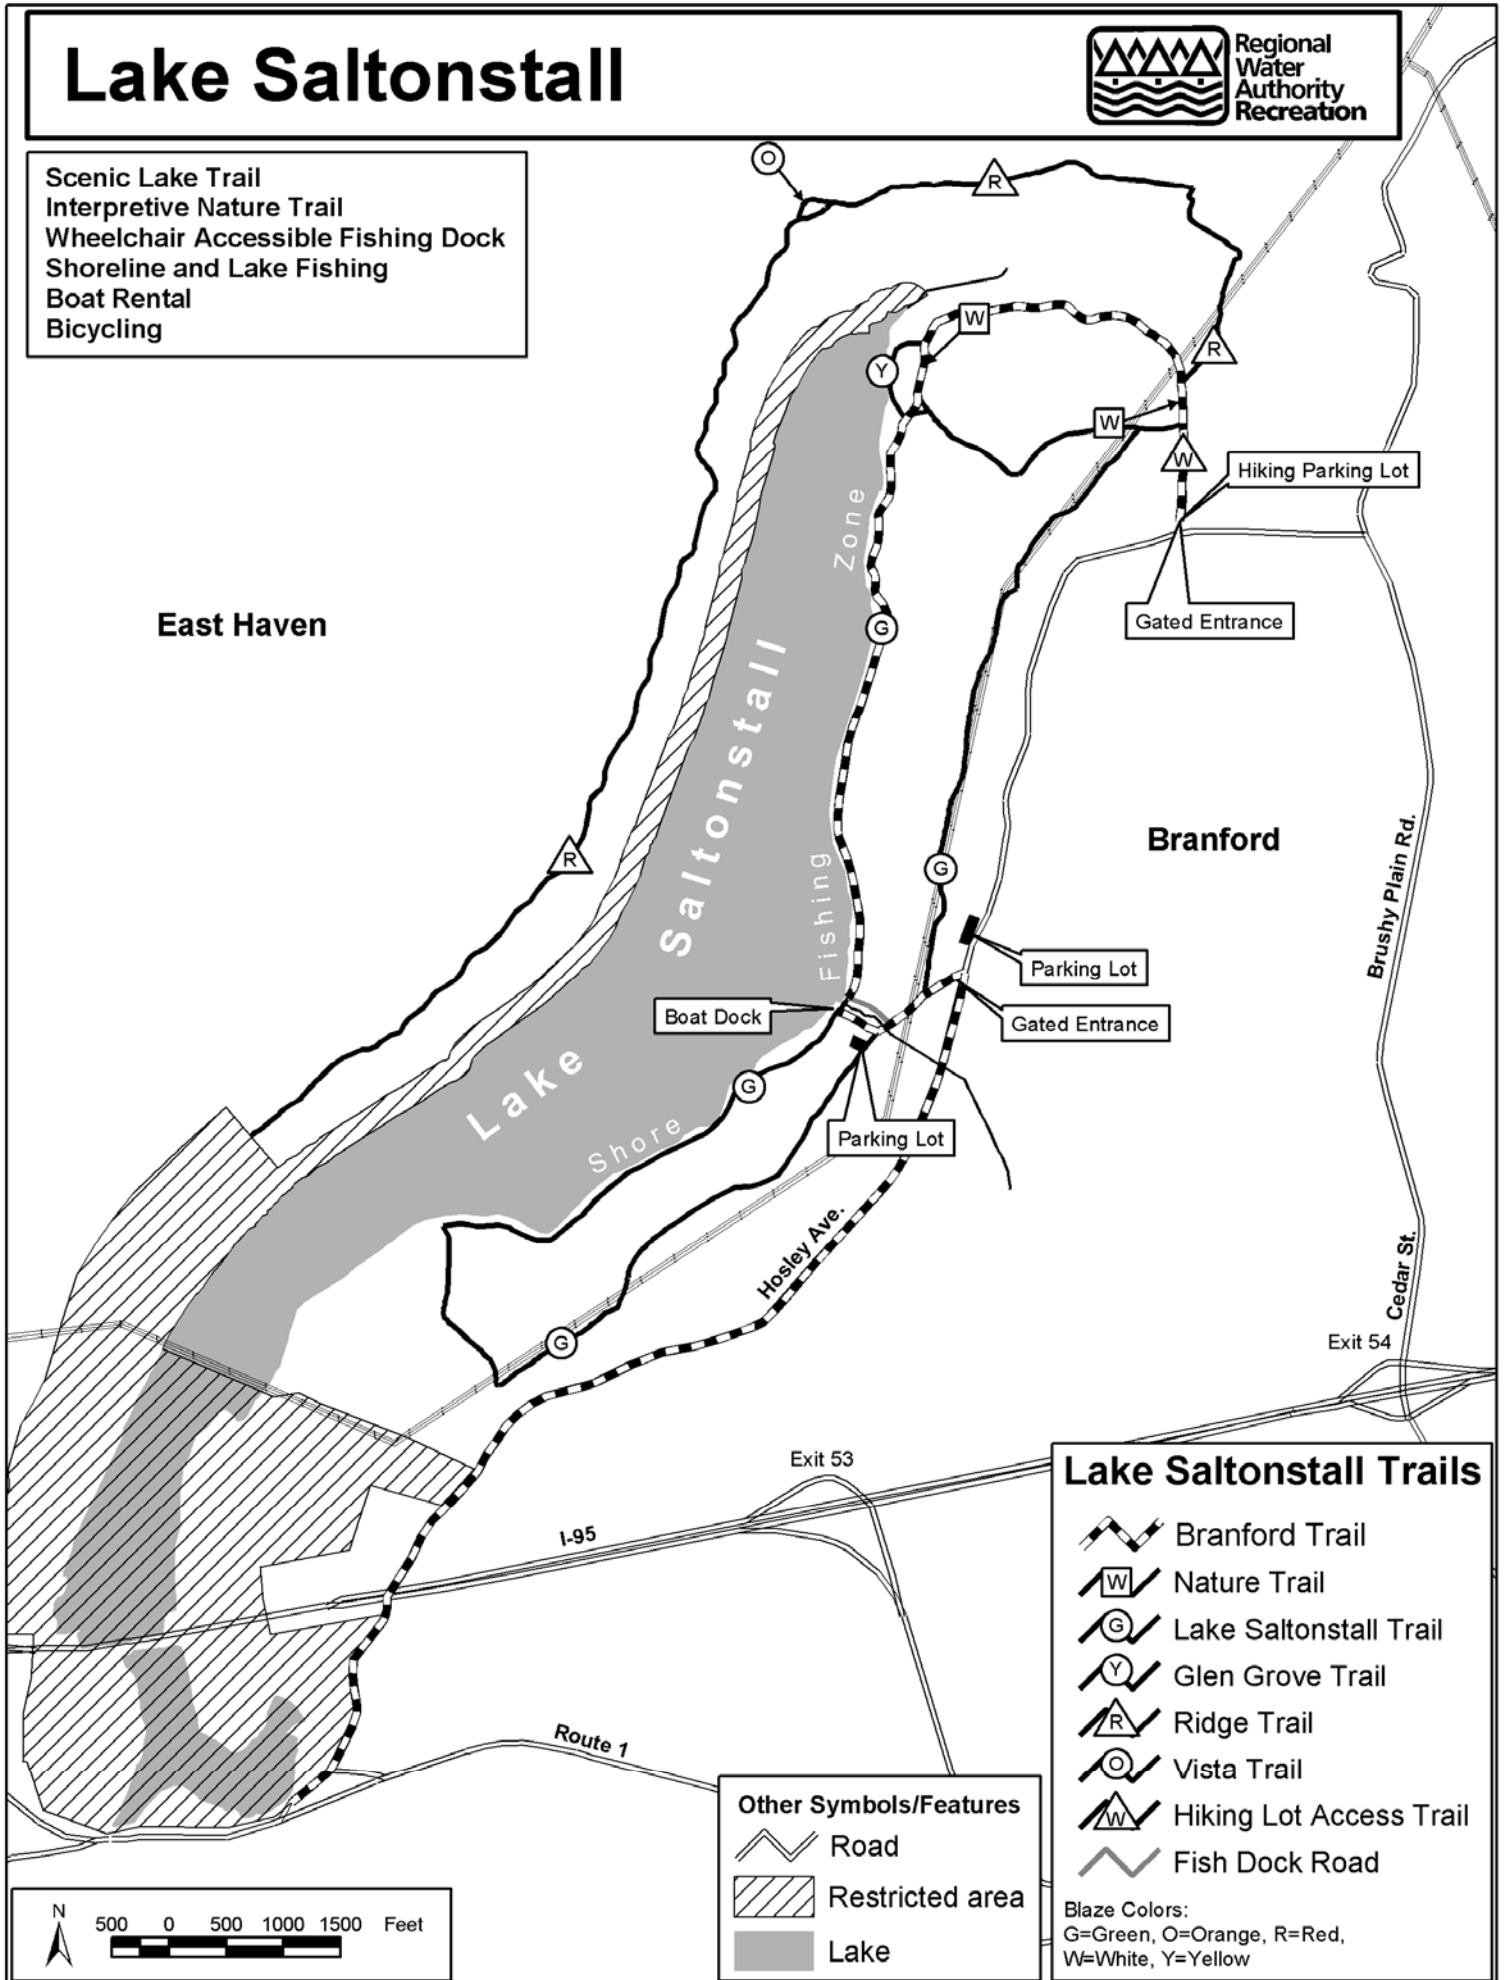 Lake Saltonstall
Regional
Water
Authority
Recreation
Scenic Lake Trail
Interpretive Nature Trail
Wheelchair Accessible Fishing Dock
Shoreline and Lake Fishing
Boat Rental
Bicycling
O
R
W
Y
R
W
W
Hiking Parking Lot
Zone
Gated Entrance
East Haven
G
Saltonstall
Branford
Brushy Plain Rd.
R
G
Fishing
Parking Lot
Boat Dock
Gated Entrance
Lake
G
Shore
Parking Lot
Hosley Ave.
Cedar St.
G
Exit 54
Exit 53
I-95
Route 1
Lake Saltonstall Trails
Branford Trail
W Nature Trail
G Lake Saltonstall Trail
Y Glen Grove Trail
R Ridge Trail
O Vista Trail
W Hiking Lot Access Trail
Fish Dock Road
Blaze Colors:
G=Green, O=Orange, R=Red,
W=White, Y=Yellow
Other Symbols/Features
Road
Restricted area
Lake
N
500 0 500 1000 1500 Feet